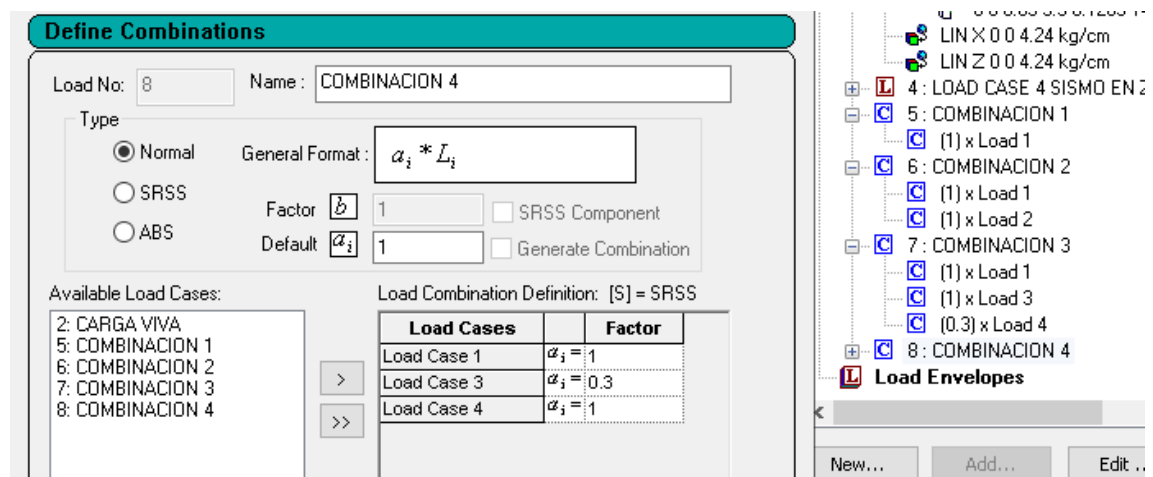 Define Combinations
Load No: 8
Name : COMBINACION 4
Type
Normal
General Format :
a i * L i
SRSS
Factor b 1
SRSS Component
ABS
Default a i 1
Generate Combination
Available Load Cases:
2: CARGA VIVA
5: COMBINACION 1
6: COMBINACION 2
7: COMBINACION 3
8: COMBINACION 4
>
>>
Load Combination Definition: [S] = SRSS
Load Cases Factor
Load Case 1 a i = 1
Load Case 3 a i = 0.3
Load Case 4 a i = 1
LIN X 0 0 4.24 kg/cm
LIN Z 0 0 4.24 kg/cm
L 4 : LOAD CASE 4 SISMO EN Z
C 5 : COMBINACION 1
C (1) x Load 1
C 6 : COMBINACION 2
C (1) x Load 1
C (1) x Load 2
C 7 : COMBINACION 3
C (1) x Load 1
C (1) x Load 3
C (0.3) x Load 4
C 8 : COMBINACION 4
L Load Envelopes
New...
Add...
Edit ..